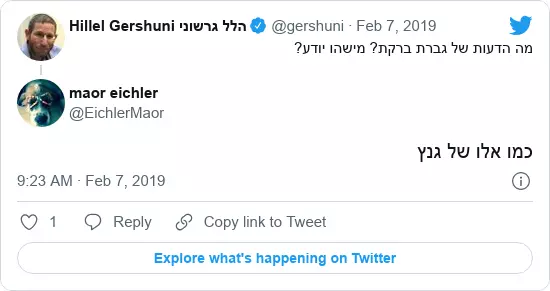 Hillel Gershuni הלל גרשוני @gershuni · Feb 7, 2019
מה הדעות של גברת ברקת? מישהו יודע?
maor eichler
@EichlerMaor
כמו אלו של גנץ
9:23 AM · Feb 7, 2019
1 Reply Copy link to Tweet
Explore what's happening on Twitter